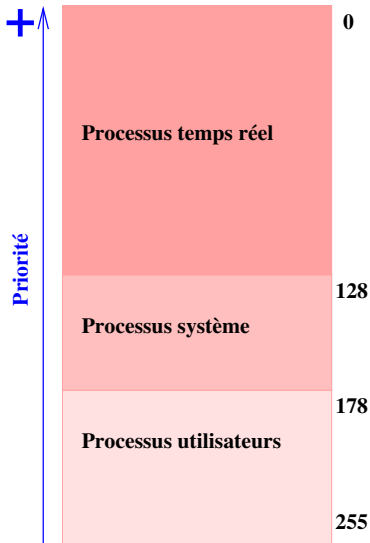 +
0
Processus temps réel
Priorité
128
Processus système
178
Processus utilisateurs
255